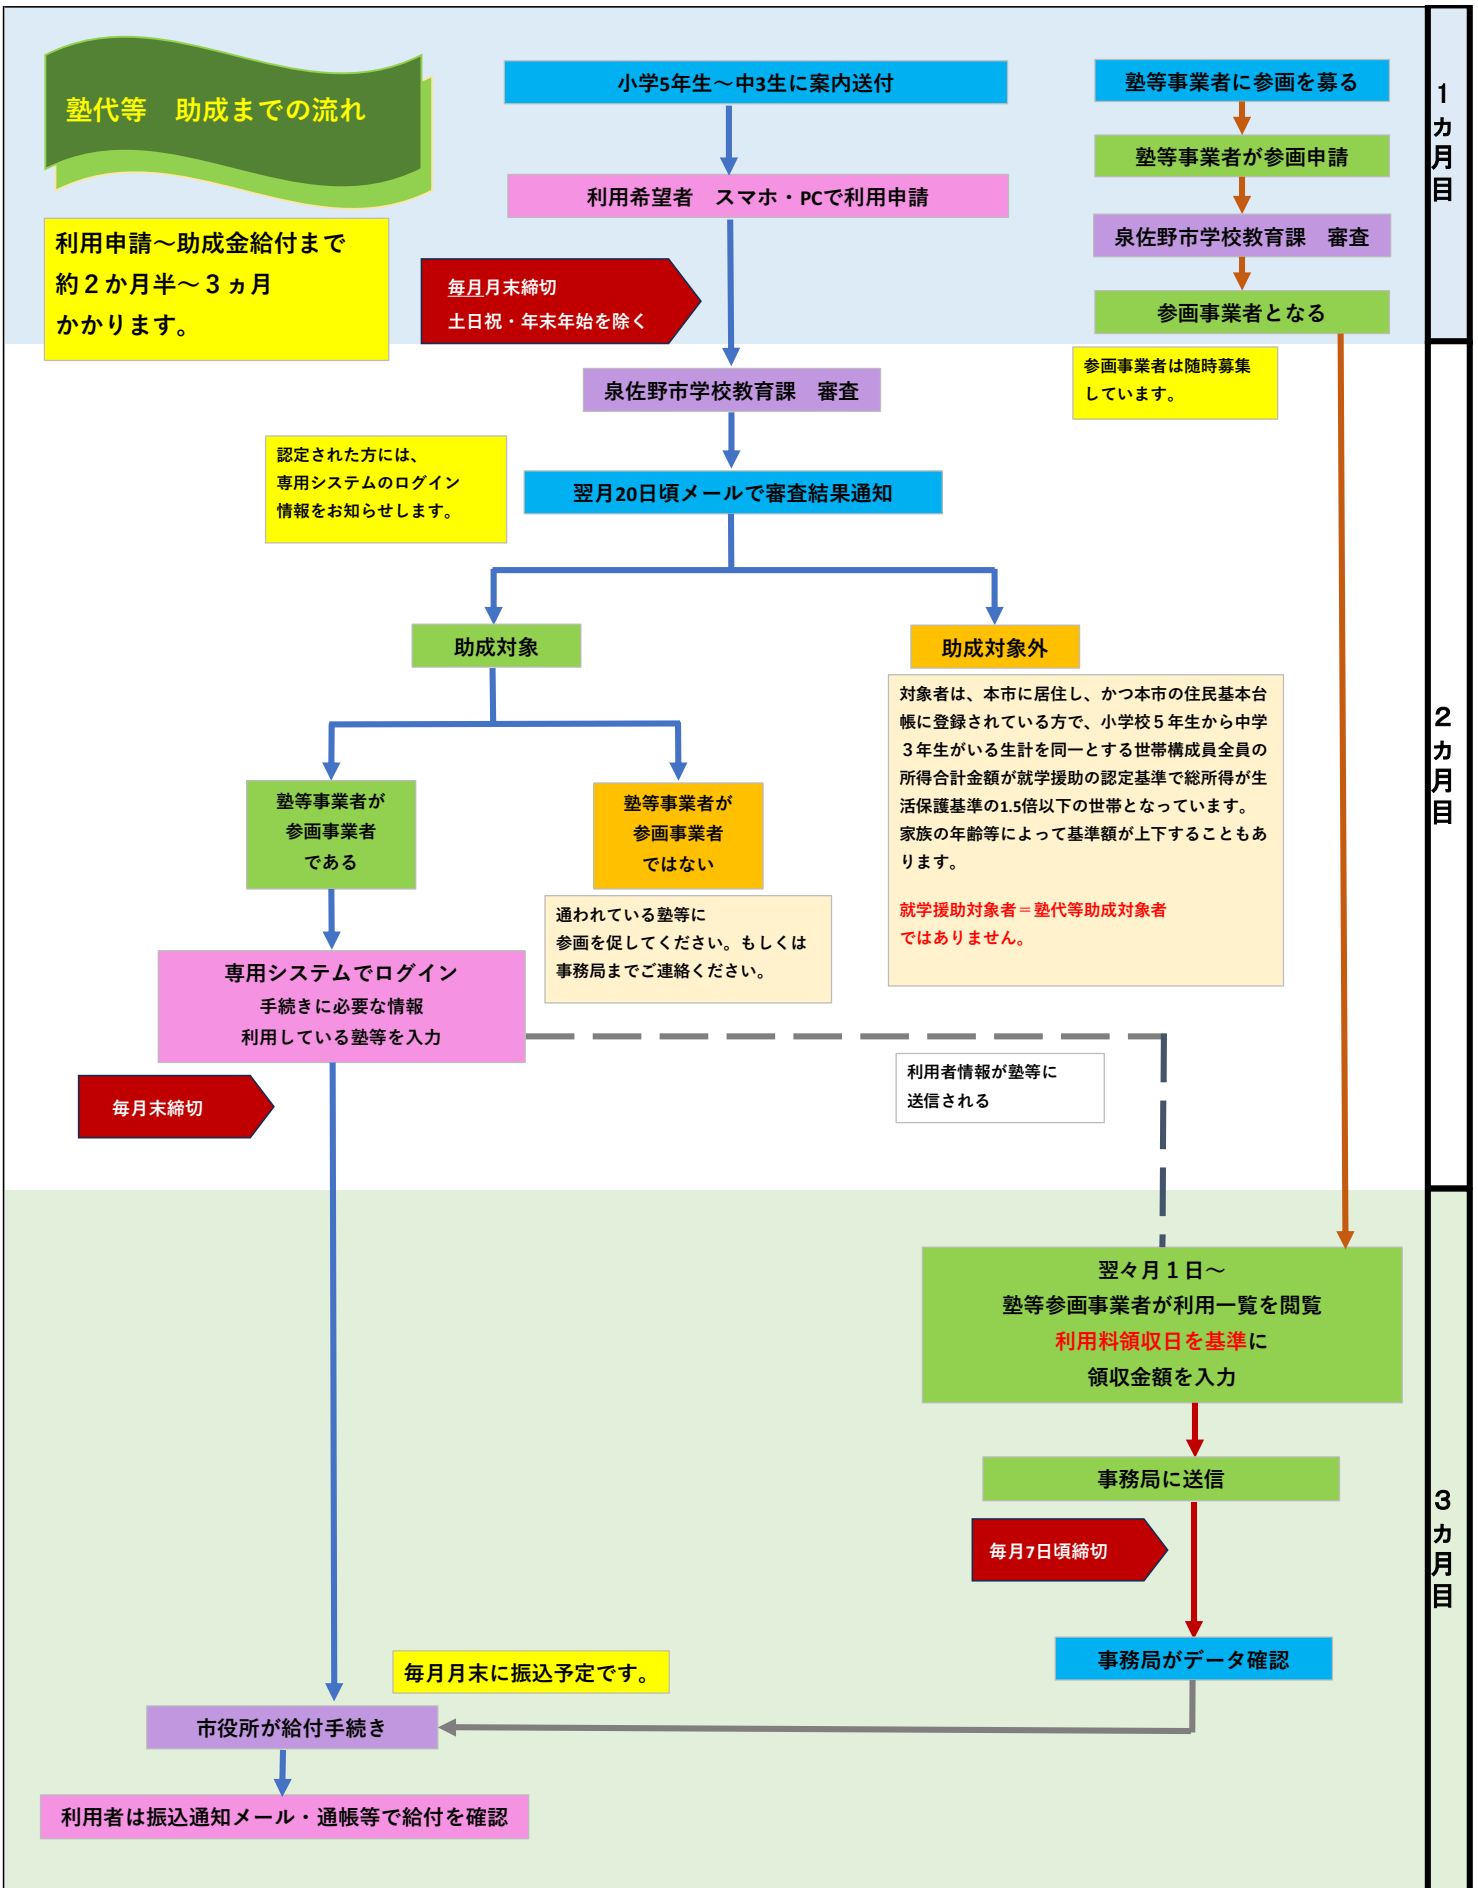 塾代等　助成までの流れ
利用申請～助成金給付まで
約２か月半～３ヵ月
かかります。
小学5年生～中3生に案内送付
利用希望者　スマホ・PCで利用申請
毎月月末締切
土日祝・年末年始を除く
塾等事業者に参画を募る
塾等事業者が参画申請
泉佐野市学校教育課　審査
参画事業者となる
１カ月目
参画事業者は随時募集
しています。
泉佐野市学校教育課　審査
認定された方には、
専用システムのログイン
情報をお知らせします。
翌月20日頃メールで審査結果通知
助成対象
助成対象外
対象者は、本市に居住し、かつ本市の住民基本台
帳に登録されている方で、小学校５年生から中学
３年生がいる生計を同一とする世帯構成員全員の
所得合計金額が就学援助の認定基準で総所得が生
活保護基準の1.5倍以下の世帯となっています。
家族の年齢等によって基準額が上下することもあ
ります。
就学援助対象者＝塾代等助成対象者
ではありません。
２カ月目
塾等事業者が
参画事業者
である
塾等事業者が
参画事業者
ではない
通われている塾等に
参画を促してください。もしくは
事務局までご連絡ください。
専用システムでログイン
手続きに必要な情報
利用している塾等を入力
毎月末締切
利用者情報が塾等に
送信される
翌々月１日～
塾等参画事業者が利用一覧を閲覧
利用料領収日を基準に
領収金額を入力
事務局に送信
毎月7日頃締切
３カ月目
事務局がデータ確認
毎月月末に振込予定です。
市役所が給付手続き
利用者は振込通知メール・通帳等で給付を確認